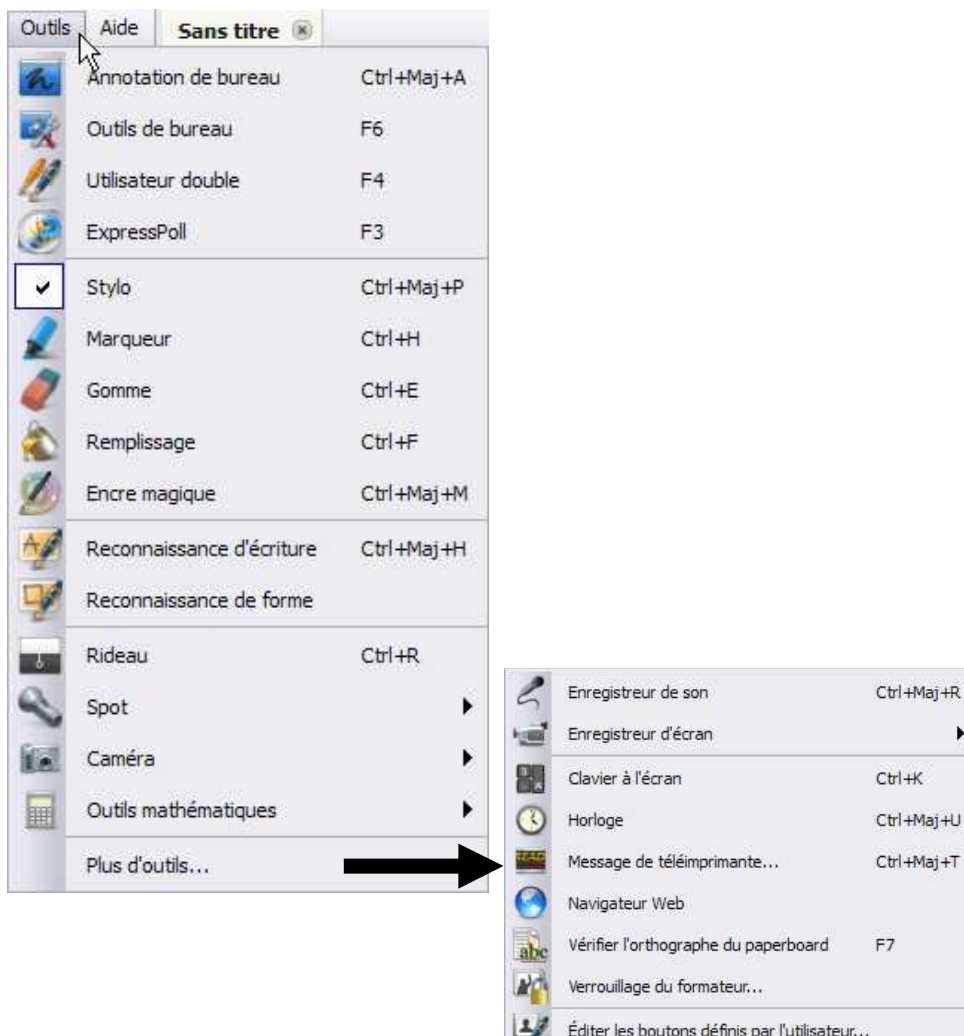 Outils Aide Sans titre
Annotation de bureau Ctrl+Maj+A
Outils de bureau F6
Utilisateur double F4
ExpressPoll F3
Stylo Ctrl+Maj+P
Marqueur Ctrl+H
Gomme Ctrl+E
Remplissage Ctrl+F
Encre magique Ctrl+Maj+M
Reconnaissance d'écriture Ctrl+Maj+H
Reconnaissance de forme
Rideau Ctrl+R
Spot
Caméra
Outils mathématiques
Plus d'outils...
Enregistreur de son Ctrl+Maj+R
Enregistreur d'écran
Clavier à l'écran Ctrl+K
Horloge Ctrl+Maj+U
Message de téléimprimante... Ctrl+Maj+T
Navigateur Web
abc Vérifier l'orthographe du paperboard F7
Verrouillage du formateur...
Éditer les boutons définis par l'utilisateur...